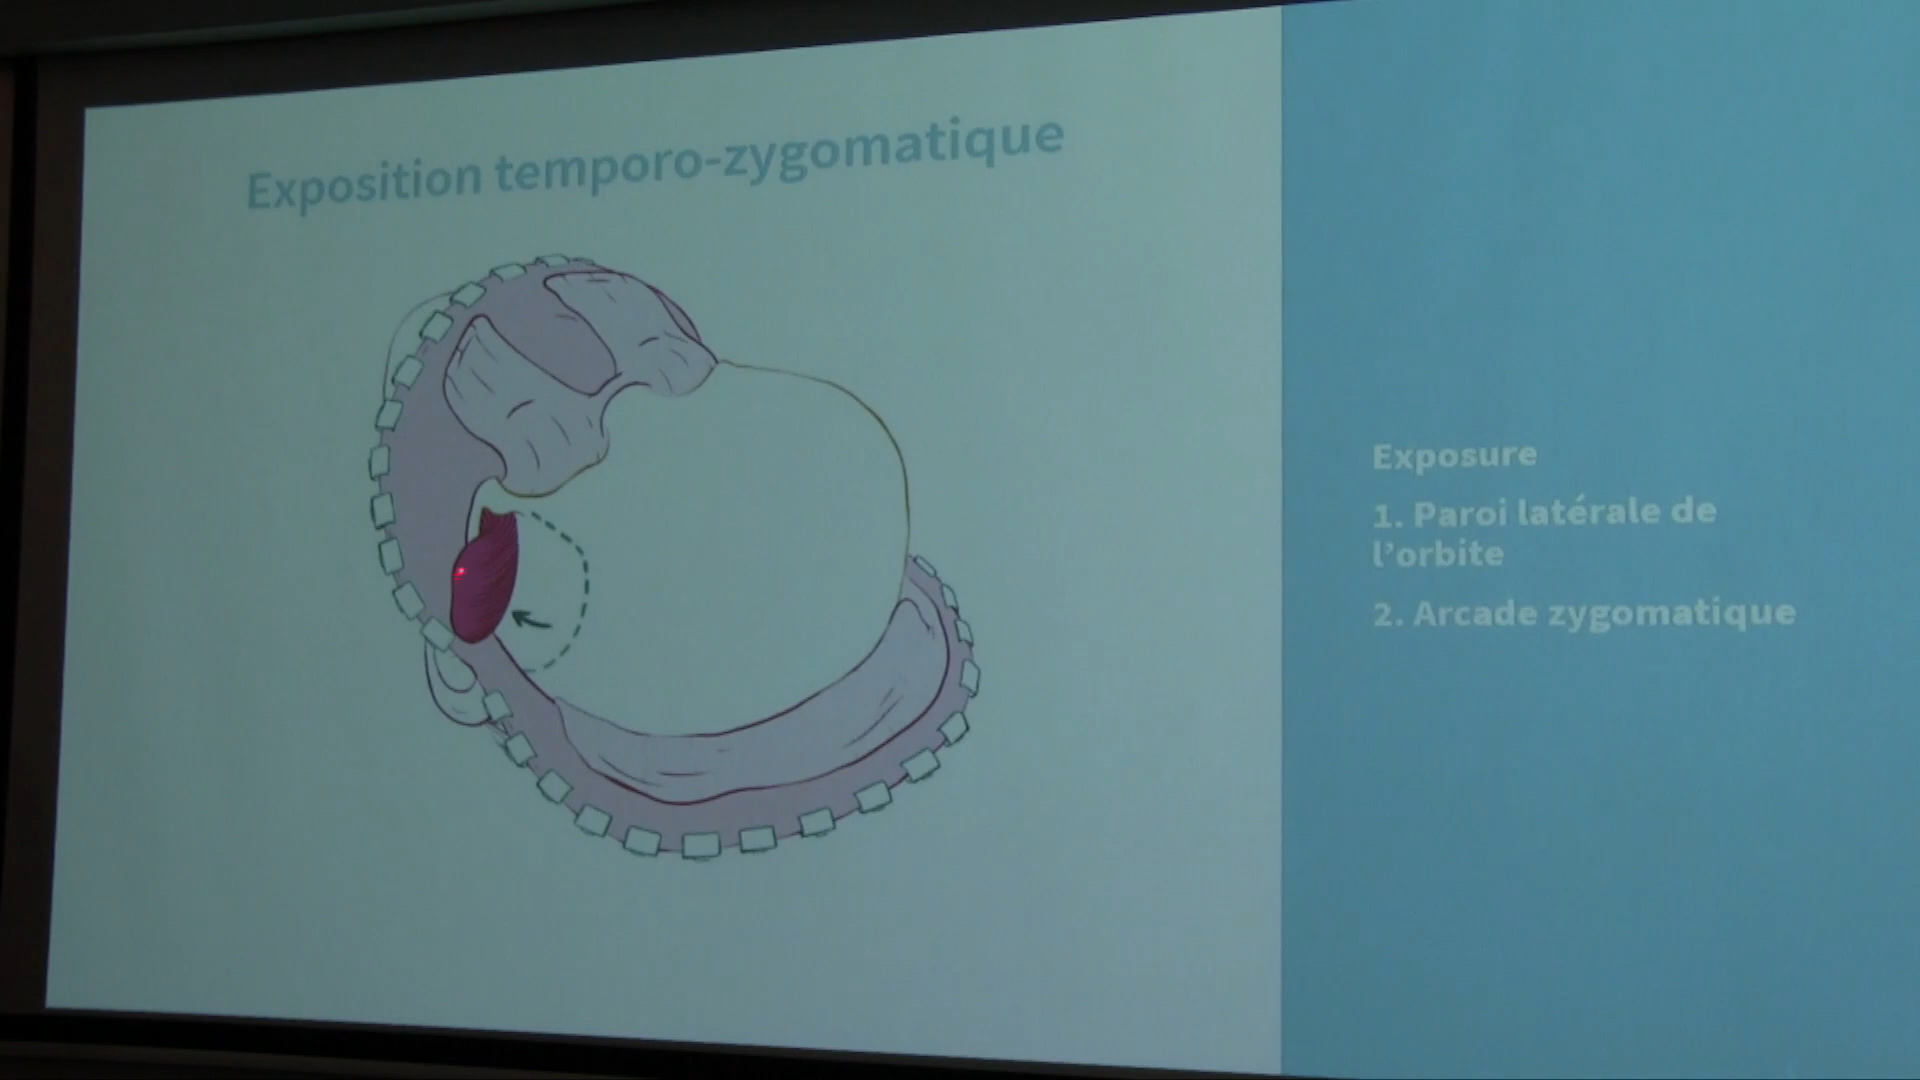 Exposition temporo-zygomatique
Exposure
1. Paroi latérale de
l'orbite
2. Arcade zygomatique